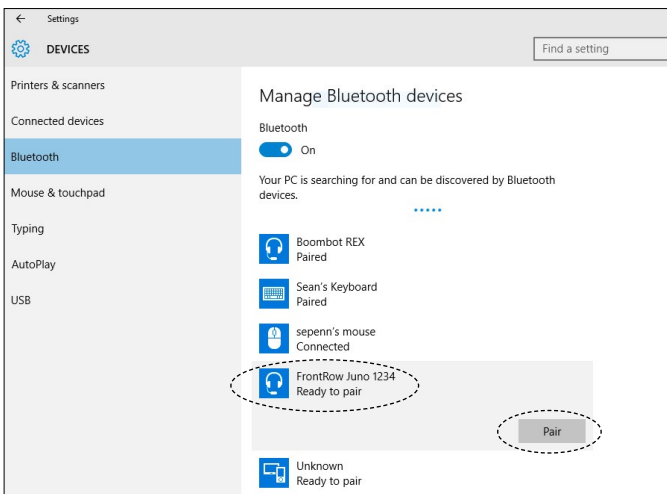 Settings
DEVICES
Find a setting
Printers & scanners
Connected devices
Bluetooth
Mouse & touchpad
Typing
AutoPlay
USB
Manage Bluetooth devices
Bluetooth
On
Your PC is searching for and can be discovered by Bluetooth
devices.
Boombot REX
Paired
Sean's Keyboard
Paired
sepenn's mouse
Connected
FrontRow Juno 1234
Ready to pair
Pair
Unknown
Ready to pair